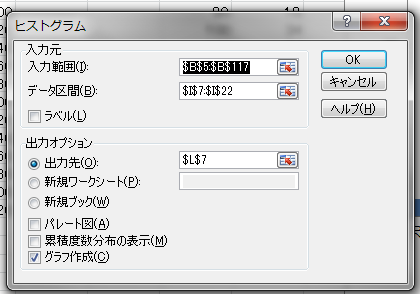 ヒストグラム
入力元
入力範囲(I): $B$5:$B$117
データ区間(B): $I$7:$I$22
ラベル(L)
OK
キャンセル
ヘルプ(H)
出力オプション
出力先(O): $L$7
新規ワークシート(P):
新規ブック(W)
パレート図(A)
累積度数分布の表示(M)
グラフ作成(C)